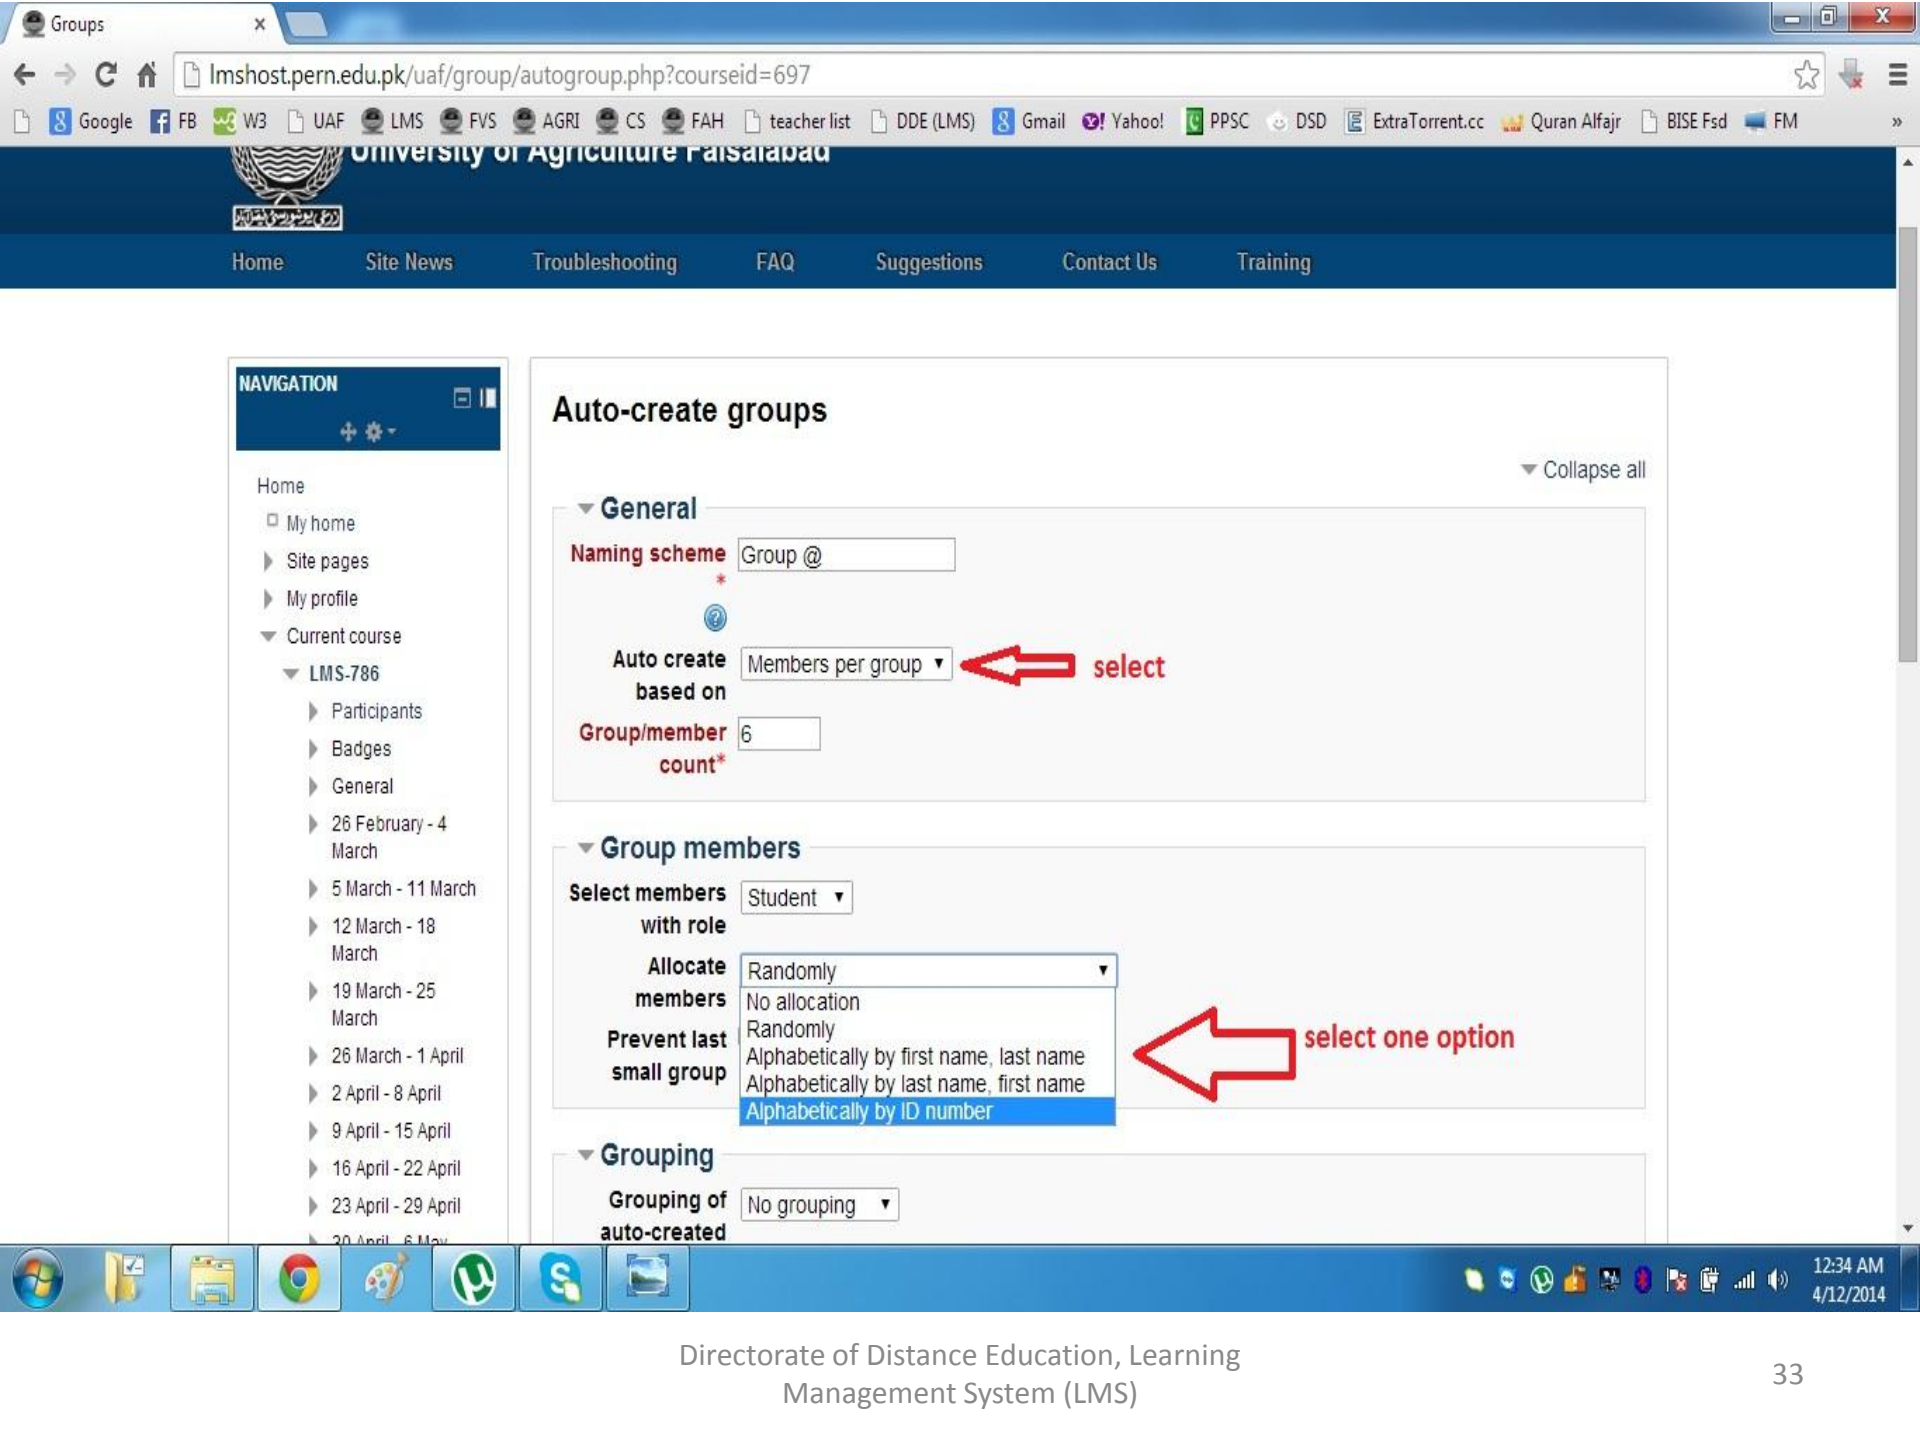 Groups
lmshost.pern.edu.pk/uaf/group/autogroup.php?courseid=697
Google FB W3 UAF LMS FVS AGRI CS FAH teacher list DDE (LMS) Gmail Yahoo! PPSC DSD ExtraTorrent.cc Quran Alfajr BISE Fsd FM »
University of Agriculture Faisalabad
Home Site News Troubleshooting FAQ Suggestions Contact Us Training
NAVIGATION
Home
My home
Site pages
My profile
Current course
LMS-786
Participants
Badges
General
26 February - 4
March
5 March - 11 March
12 March - 18
March
19 March - 25
March
26 March - 1 April
2 April - 8 April
9 April - 15 April
16 April - 22 April
23 April - 29 April
30 April - 6 May
Auto-create groups
Collapse all
General
Naming scheme Group @
*
Auto create Members per group select
based on
Group/member 6
count*
Group members
Select members Student
with role
Allocate Randomly
members No allocation
Randomly
Prevent last Alphabetically by first name, last name select one option
small group Alphabetically by last name, first name
Alphabetically by ID number
Grouping
Grouping of No grouping
auto-created
12:34 AM
4/12/2014
Directorate of Distance Education, Learning
Management System (LMS)
33